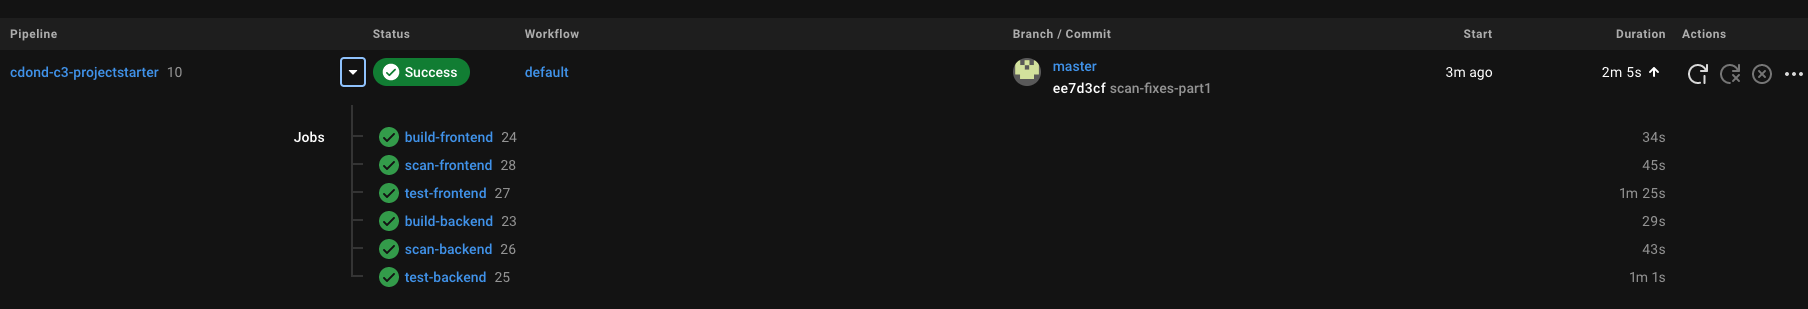 Pipeline Status Workflow Branch / Commit Start Duration Actions
cdond-c3-projectstarter 10 Success default master 3m ago 2m 5s
ee7d3cf scan-fixes-part1
Jobs build-frontend 24 34s
scan-frontend 28 45s
test-frontend 27 1m 25s
build-backend 23 29s
scan-backend 26 43s
test-backend 25 1m 1s